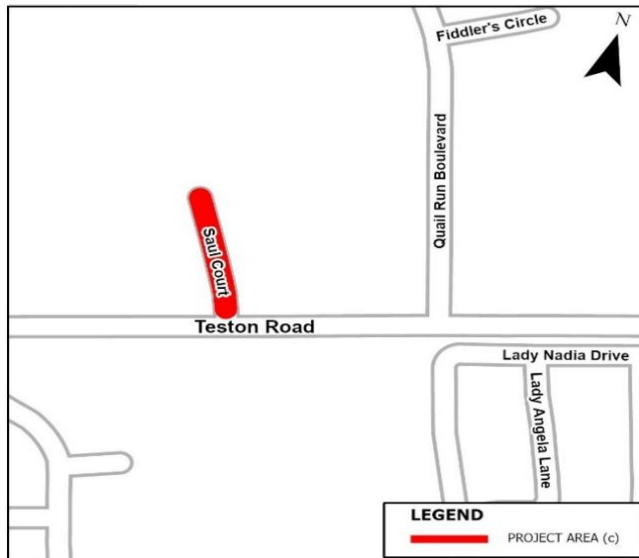 Fiddler's Circle
N
Quail Run Boulevard
Saul Court
Teston Road
Lady Nadia Drive
Lady Angela Lane
LEGEND
PROJECT AREA (c)